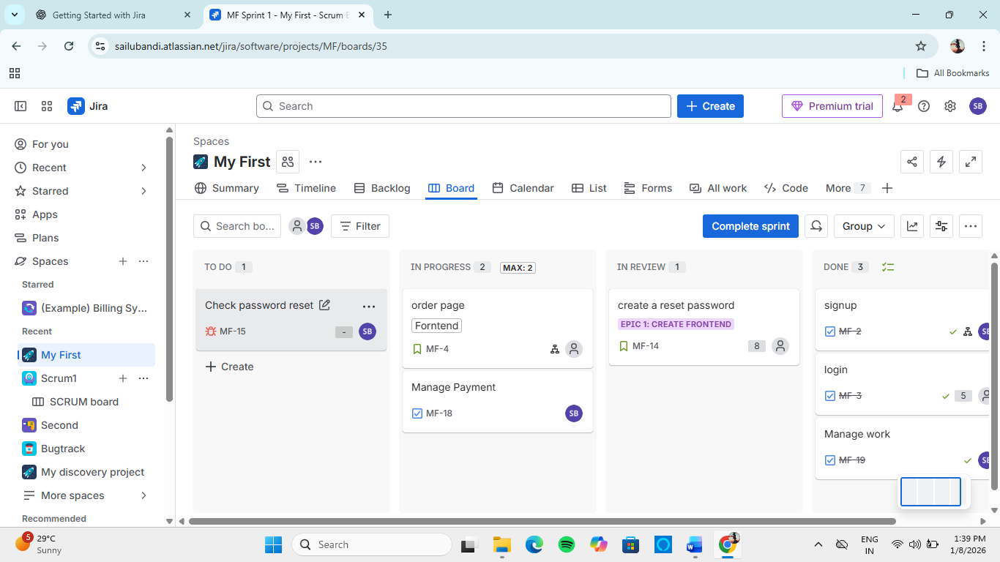 Getting Started with Jira
MF Sprint 1 - My First - Scrum B
sailubandi.atlassian.net/jira/software/projects/MF/boards/35
All Bookmarks
Jira
Search
Create
Premium trial
2
SB
For you
Recent
Starred
Apps
Plans
Spaces
Starred
(Example) Billing Sy...
Recent
My First
Scrum1
SCRUM board
Second
Bugtrack
My discovery project
More spaces
Recommended
Spaces
My First
Summary
Timeline
Backlog
Board
Calendar
List
Forms
All work
Code
More 7
Search bo...
SB
Filter
Complete sprint
Group
TO DO 1
Check password reset
MF-15
-
SB
Create
IN PROGRESS 2 MAX: 2
order page
Forntend
MF-4
Manage Payment
MF-18
SB
IN REVIEW 1
create a reset password
EPIC 1: CREATE FRONTEND
MF-14
8
DONE 3
signup
MF-2
SB
login
MF-3
5
Manage work
MF-19
SB
5
29°C
Sunny
Search
ENG
IN
1:39 PM
1/8/2026